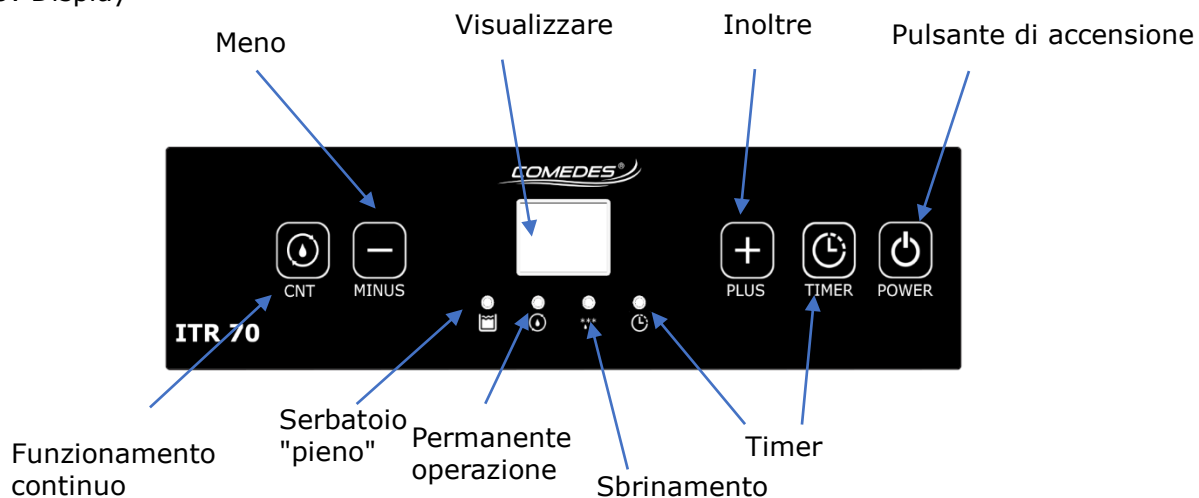 Display
Meno
Visualizzare
Inoltre
Pulsante di accensione
COMEDES®
CNT
MINUS
PLUS
TIMER
POWER
ITR 70
Funzionamento
continuo
Serbatoio
"pieno"
Permanente
operazione
Sbrinamento
Timer